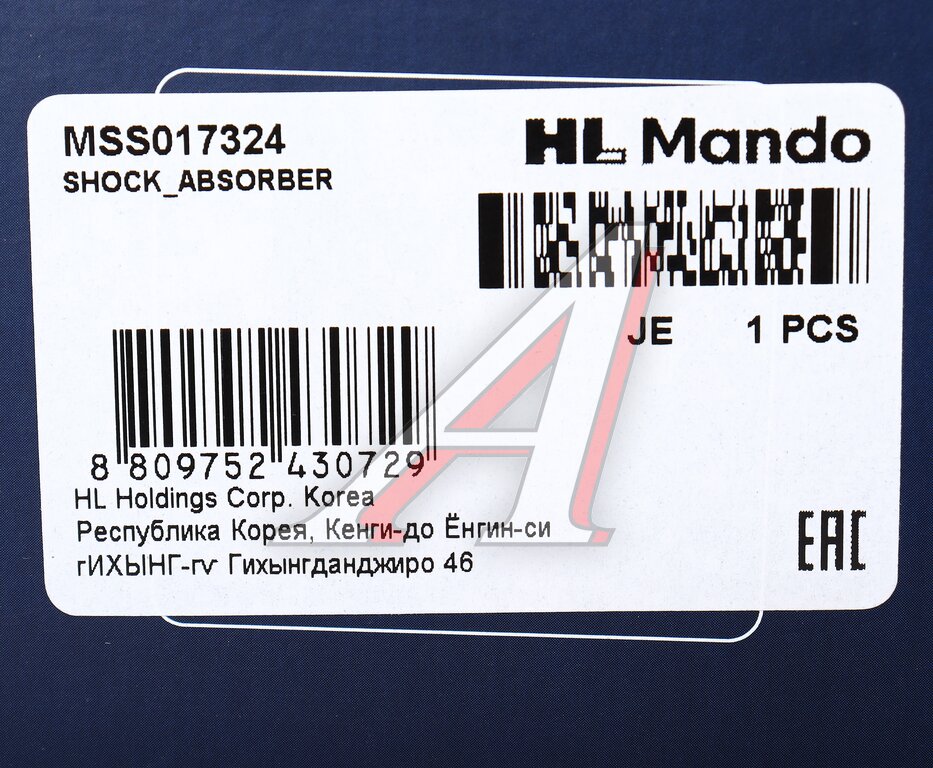 MSS017324
SHOCK_ABSORBER
HL Mando
JE 1 PCS
8 809752 430729
HL Holdings Corp. Korea
Республика Корея, Кенги-до Ёнгин-си
гИХЫНГ-гѵ Гихынгданджиро 46
EAC